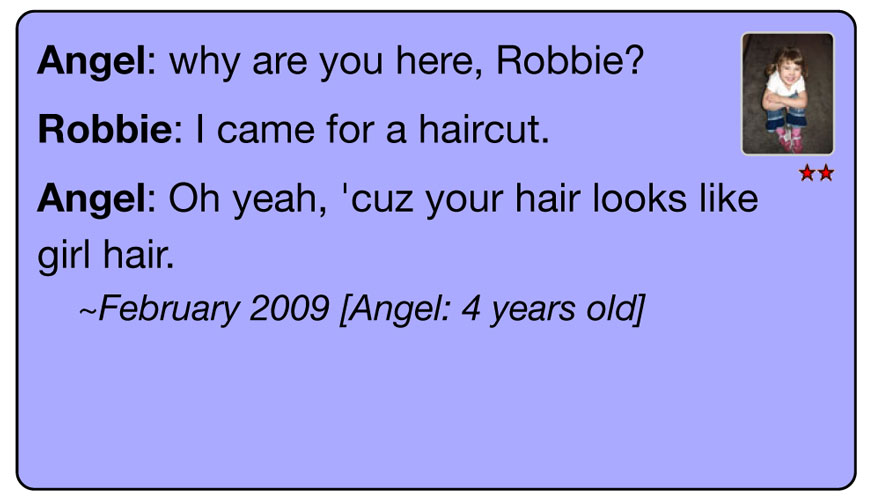 Angel: why are you here, Robbie?
Robbie: I came for a haircut.
Angel: Oh yeah, 'cuz your hair looks like
girl hair.
~February 2009 [Angel: 4 years old]